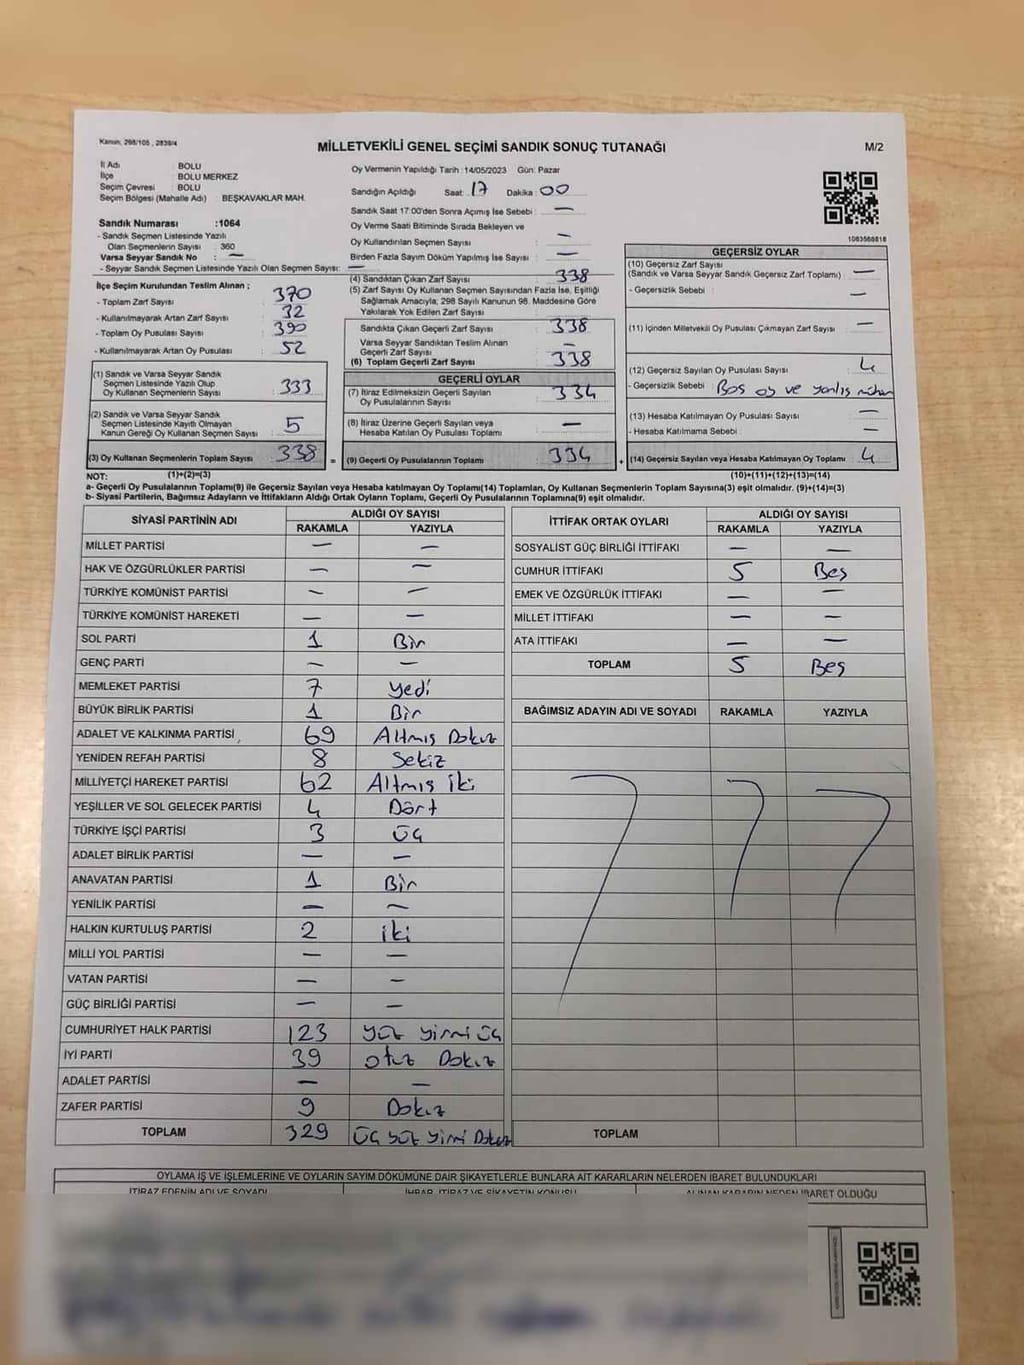 Kanun, 298/105 , 2839/4
MİLLETVEKİLİ GENEL SEÇİMİ SANDIK SONUÇ TUTANAĞI
M/2
İl Adı : BOLU
İlçe : BOLU MERKEZ
Seçim Çevresi : BOLU
Seçim Bölgesi (Mahalle Adı) : BEŞKAVAKLAR MAH.
Sandık Numarası :1064
- Sandık Seçmen Listesinde Yazılı
Olan Seçmenlerin Sayısı : 360
Varsa Seyyar Sandık No : —
- Seyyar Sandık Seçmen Listesinde Yazılı Olan Seçmen Sayısı: —
Oy Vermenin Yapıldığı Tarih :14/05/2023 Gün: Pazar
Sandığın Açıldığı Saat: 17 Dakika: 00
Sandık Saat 17:00'den Sonra Açımış İse Sebebi : —
Oy Verme Saati Bitiminde Sırada Bekleyen ve
Oy Kullandırılan Seçmen Sayısı : —
Birden Fazla Sayım Döküm Yapılmış İse Sayısı : —
1063568818
İlçe Seçim Kurulundan Teslim Alınan ;
- Toplam Zarf Sayısı : 370
- Kullanılmayarak Artan Zarf Sayısı : 32
- Toplam Oy Pusulası Sayısı : 390
- Kullanılmayarak Artan Oy Pusulası : 52
(1) Sandık ve Varsa Seyyar Sandık
Seçmen Listesinde Yazılı Olup
Oy Kullanan Seçmen Sayısı : 333
(2) Sandık ve Varsa Seyyar Sandık
Seçmen Listesinde Kayıtlı Olmayan
Kanun Gereği Oy Kullanan Seçmen Sayısı : 5
(3) Oy Kullanan Seçmenlerin Toplam Sayısı : 338 =
(4) Sandıktan Çıkan Zarf Sayısı : 338
(5) Zarf Sayısı Oy Kullanan Seçmen Sayısından Fazla İse, Eşitliği
Sağlamak Amacıyla; 298 Sayılı Kanunun 98. Maddesine Göre
Yakılarak Yok Edilen Zarf Sayısı : —
Sandıkta Çıkan Geçerli Zarf Sayısı : 338
Varsa Seyyar Sandıktan Teslim Alınan
Geçerli Zarf Sayısı : —
(6) Toplam Geçerli Zarf Sayısı : 338
GEÇERLİ OYLAR
(7) İtiraz Edilmeksizin Geçerli Sayılan
Oy Pusulalarının Sayısı : 334
(8) İtiraz Üzerine Geçerli Sayılan veya
Hesaba Katılan Oy Pusulası Toplamı : —
(9) Geçerli Oy Pusulalarının Toplamı : 334 +
GEÇERSİZ OYLAR
(10) Geçersiz Zarf Sayısı
(Sandık ve Varsa Seyyar Sandık Geçersiz Zarf Toplamı) : —
- Geçersizlik Sebebi : —
(11) İçinden Milletvekili Oy Pusulası Çıkmayan Zarf Sayısı : —
(12) Geçersiz Sayılan Oy Pusulası Sayısı : 4
- Geçersizlik Sebebi : Boş oy ve yanlış mühür
(13) Hesaba Katılmayan Oy Pusulası Sayısı : —
- Hesaba Katılmama Sebebi : —
(14) Geçersiz Sayılan veya Hesaba Katılmayan Oy Toplamı : 4
NOT: (1)+(2)=(3) (10)+(11)+(12)+(13)=(14)
a- Geçerli Oy Pusulalarının Toplamı(9) ile Geçersiz Sayılan veya Hesaba Katılmayan Oy Toplamı(14) Toplamları, Oy Kullanan Seçmenlerin Toplam Sayısına(3) eşit olmalıdır. (9)+(14)=(3)
b- Siyasi Partilerin, Bağımsız Adayların ve İttifakların Aldığı Ortak Oyların Toplamı, Geçerli Oy Pusulalarının Toplamına(9) eşit olmalıdır.
SİYASİ PARTİNİN ADI ALDIĞI OY SAYISI
RAKAMLA YAZIYLA
MİLLET PARTİSİ — —
HAK VE ÖZGÜRLÜKLER PARTİSİ — —
TÜRKİYE KOMÜNİST PARTİSİ — —
TÜRKİYE KOMÜNİST HAREKETİ — —
SOL PARTİ 1 Bir
GENÇ PARTİ — —
MEMLEKET PARTİSİ 7 yedi
BÜYÜK BİRLİK PARTİSİ 1 Bir
ADALET VE KALKINMA PARTİSİ 69 Altmış Dokuz
YENİDEN REFAH PARTİSİ 8 Sekiz
MİLLİYETÇİ HAREKET PARTİSİ 62 Altmış iki
YEŞİLLER VE SOL GELECEK PARTİSİ 4 Dört
TÜRKİYE İŞÇİ PARTİSİ 3 üç
ADALET BİRLİK PARTİSİ — —
ANAVATAN PARTİSİ 1 Bir
YENİLİK PARTİSİ — —
HALKIN KURTULUŞ PARTİSİ 2 iki
MİLLİ YOL PARTİSİ — —
VATAN PARTİSİ — —
GÜÇ BİRLİĞİ PARTİSİ — —
CUMHURİYET HALK PARTİSİ 123 yüz yirmi üç
İYİ PARTİ 39 otuz Dokuz
ADALET PARTİSİ — —
ZAFER PARTİSİ 9 Dokuz
TOPLAM 329 üç yüz yirmi Dokuz
İTTİFAK ORTAK OYLARI ALDIĞI OY SAYISI
RAKAMLA YAZIYLA
SOSYALİST GÜÇ BİRLİĞİ İTTİFAKI — —
CUMHUR İTTİFAKI 5 Beş
EMEK VE ÖZGÜRLÜK İTTİFAKI — —
MİLLET İTTİFAKI — —
ATA İTTİFAKI — —
TOPLAM 5 Beş
BAĞIMSIZ ADAYIN ADI VE SOYADI RAKAMLA YAZIYLA
TOPLAM
OYLAMA İŞ VE İŞLEMLERİNE VE OYLARIN SAYIM DÖKÜMÜNE DAİR ŞİKAYETLERLE BUNLARA AİT KARARLARIN NELERDEN İBARET BULUNDUKLARI
İTİRAZ EDENİN ADI VE SOYADI İHBAR, İTİRAZ VE ŞİKAYETİN KONUSU ALINAN KARARIN NEDEN İBARET OLDUĞU